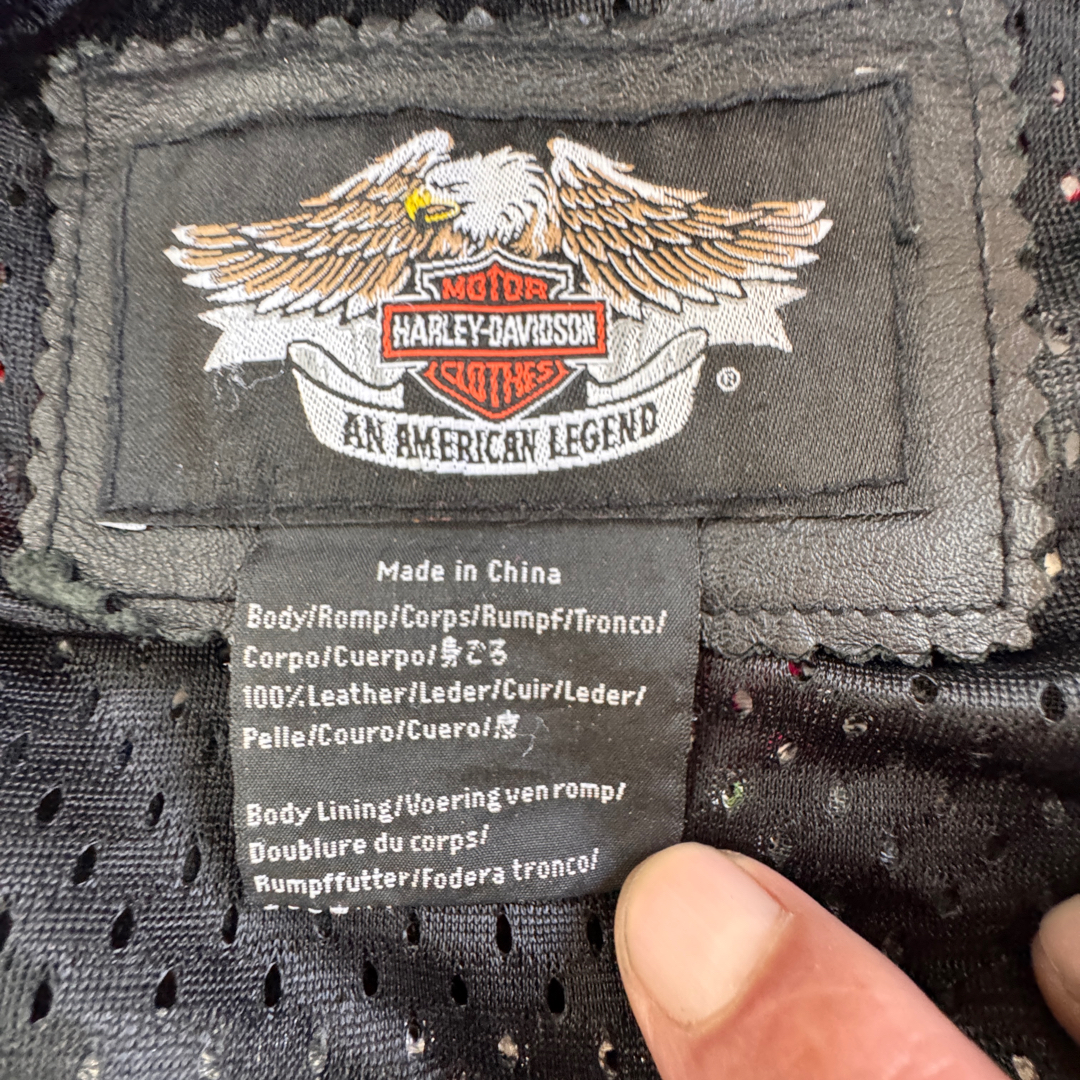 MOTOR
HARLEY-DAVIDSON
CLOTHES
®
AN AMERICAN LEGEND
Made in China
Body/Romp/Corps/Rumpf/Tronco/
Corpo/Cuerpo/身ごろ
100%Leather/Leder/Cuir/Leder/
Pelle/Couro/Cuero/皮
Body Lining/Voering ven romp/
Doublure du corps/
Rumpffutter/Fodera tronco/